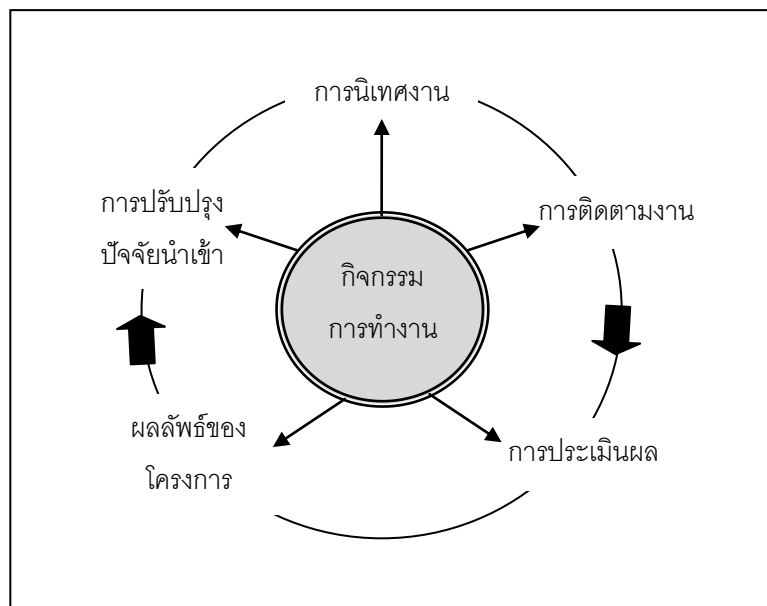 การนิเทศงาน
การติดตามงาน
การประเมินผล
ผลลัพธ์ของ
โครงการ
การปรับปรุง
ปัจจัยนำเข้า
กิจกรรม
การทำงาน